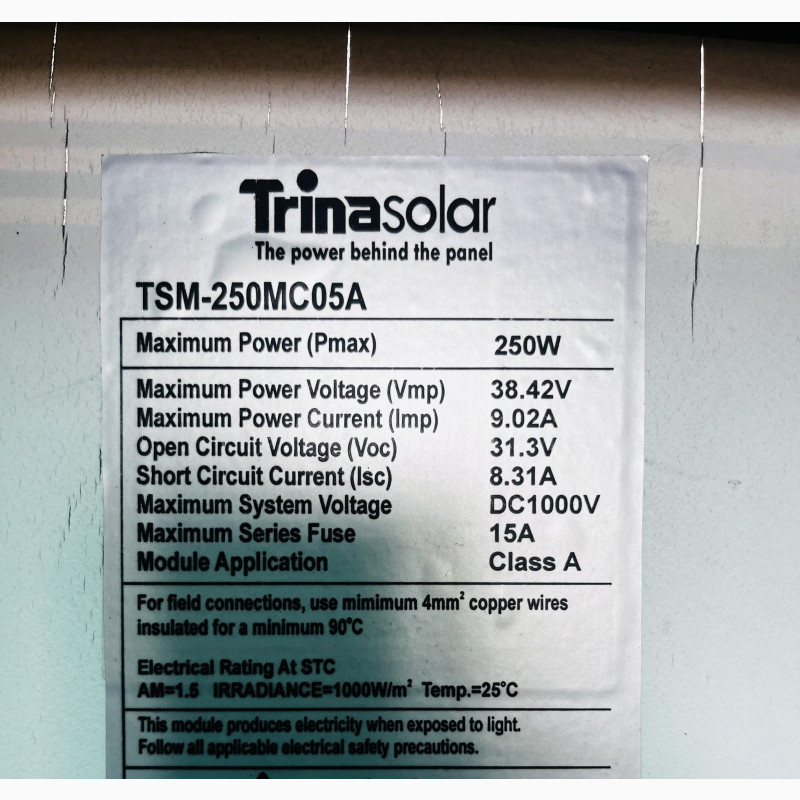 Trinasolar
The power behind the panel
TSM-250MC05A
Maximum Power (Pmax) 250W
Maximum Power Voltage (Vmp) 38.42V
Maximum Power Current (Imp) 9.02A
Open Circuit Voltage (Voc) 31.3V
Short Circuit Current (Isc) 8.31A
Maximum System Voltage DC1000V
Maximum Series Fuse 15A
Module Application Class A
For field connections, use mimimum 4mm² copper wires
insulated for a minimum 90°C
Electrical Rating At STC
AM=1.5 IRRADIANCE=1000W/m² Temp.=25°C
This module produces electricity when exposed to light.
Follow all applicable electrical safety precautions.